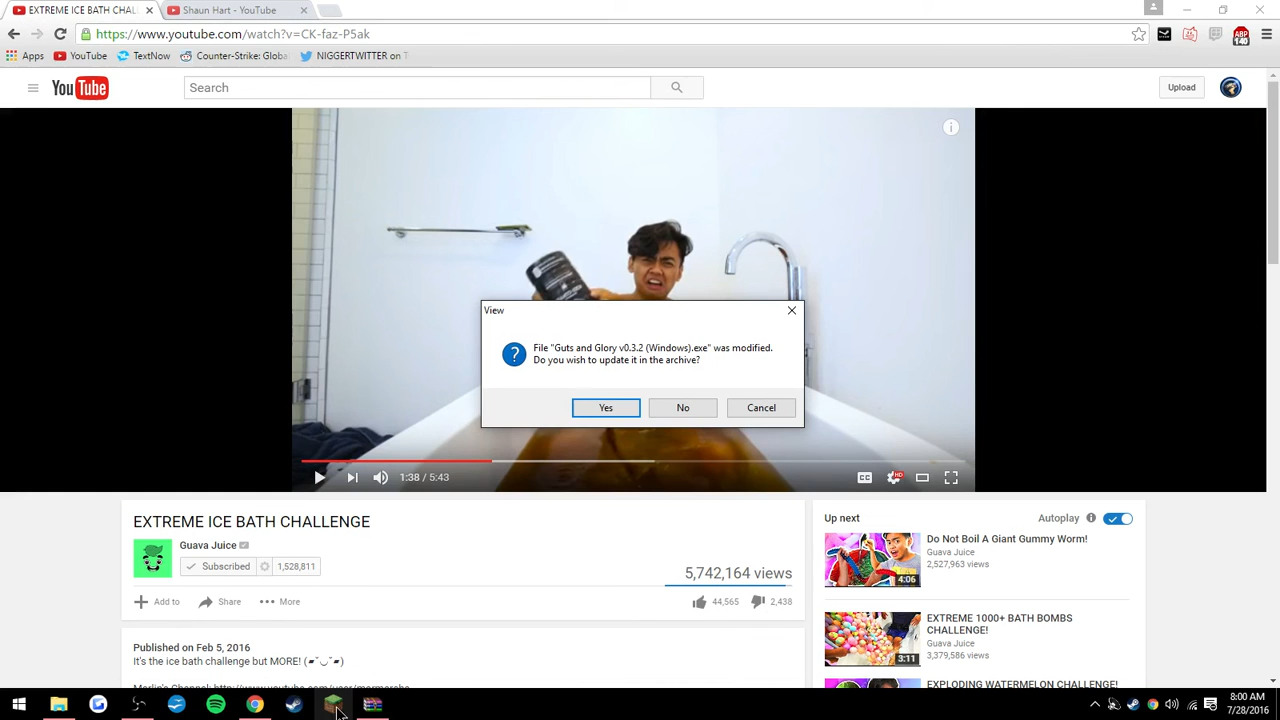 EXTREME ICE BATH CHAL
Shaun Hart - YouTube
https://www.youtube.com/watch?v=CK-faz-P5ak
ABP
140
Apps
YouTube
TextNow
Counter-Strike: Globa
NIGGERTWITTER on T
YouTube
Search
Upload
View
File "Guts and Glory v0.3.2 (Windows).exe" was modified.
Do you wish to update it in the archive?
Yes
No
Cancel
1:38 / 5:43
CC
HD
EXTREME ICE BATH CHALLENGE
Guava Juice
Subscribed
1,528,811
5,742,164 views
Add to
Share
More
44,565
2,438
Published on Feb 5, 2016
It's the ice bath challenge but MORE! (▰˘◡˘▰)
Up next
Autoplay
Do Not Boil A Giant Gummy Worm!
Guava Juice
2,527,963 views
4:06
EXTREME 1000+ BATH BOMBS
CHALLENGE!
Guava Juice
3,379,586 views
3:11
EXPLODING WATERMELON CHALLENGE!
8:00 AM
7/28/2016